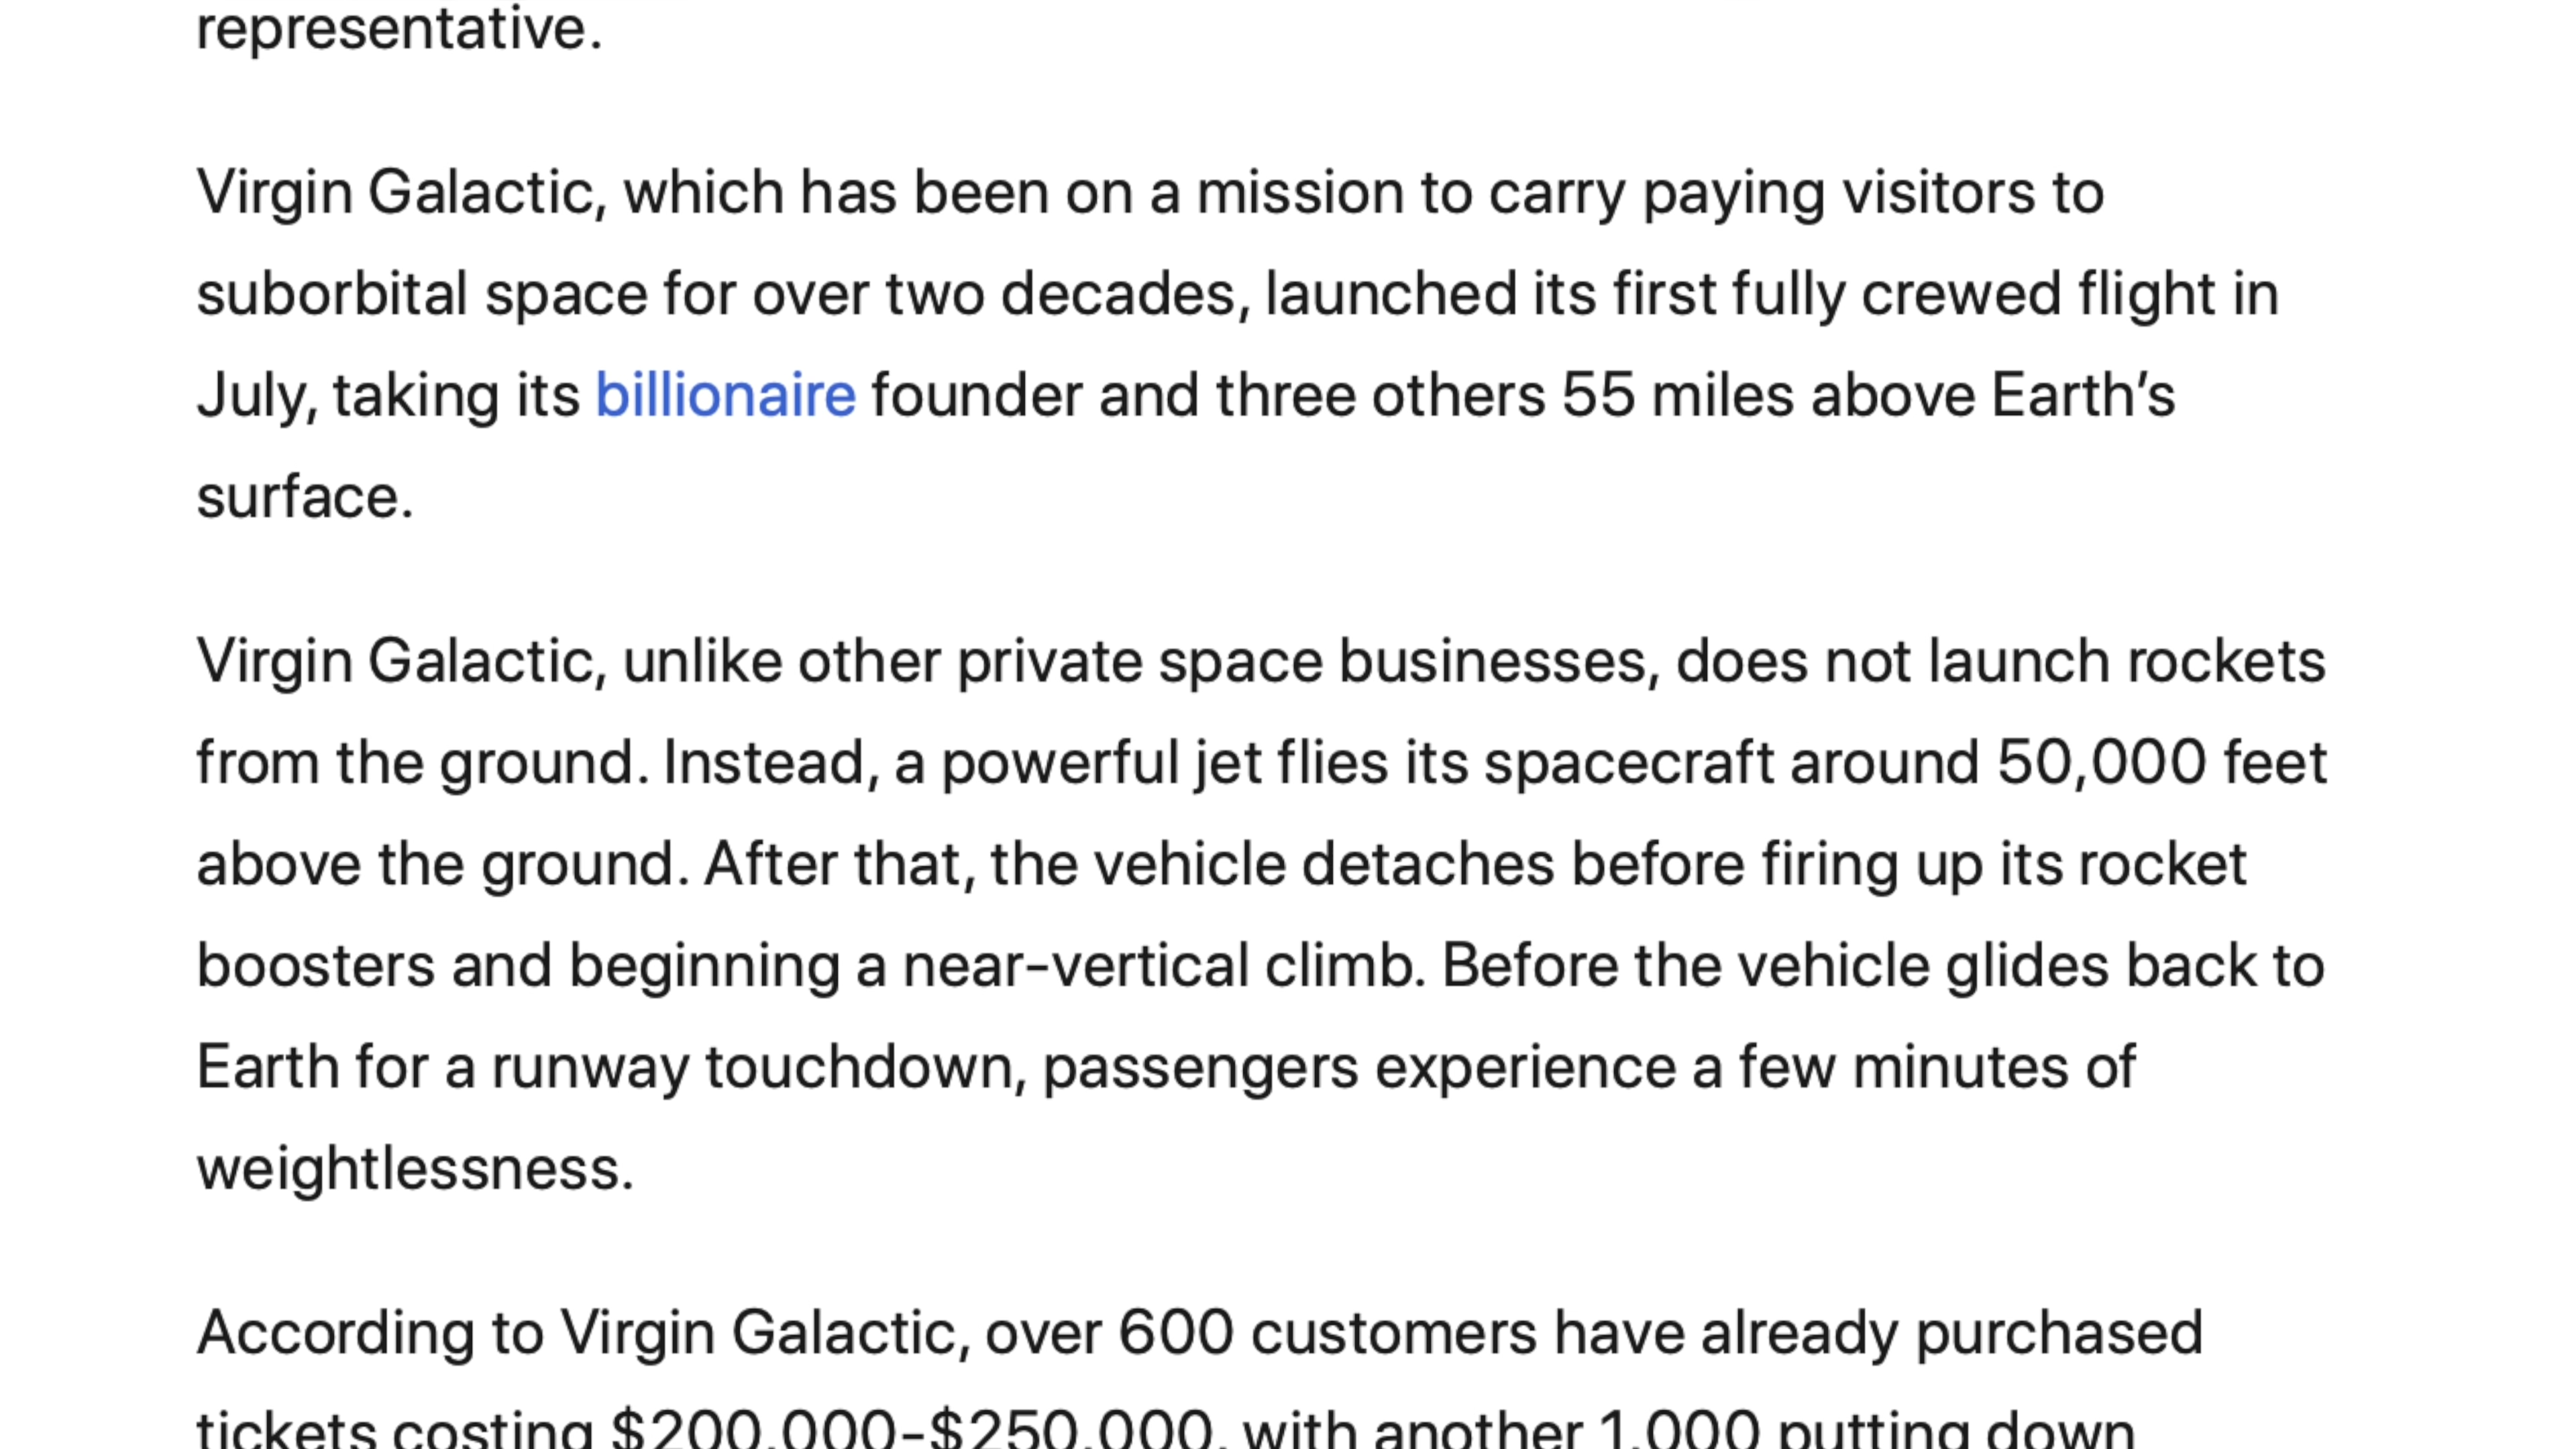 representative.
Virgin Galactic, which has been on a mission to carry paying visitors to
suborbital space for over two decades, launched its first fully crewed flight in
July, taking its billionaire founder and three others 55 miles above Earth’s
surface.
Virgin Galactic, unlike other private space businesses, does not launch rockets
from the ground. Instead, a powerful jet flies its spacecraft around 50,000 feet
above the ground. After that, the vehicle detaches before firing up its rocket
boosters and beginning a near-vertical climb. Before the vehicle glides back to
Earth for a runway touchdown, passengers experience a few minutes of
weightlessness.
According to Virgin Galactic, over 600 customers have already purchased
tickets costing $200,000-$250,000, with another 1,000 putting down